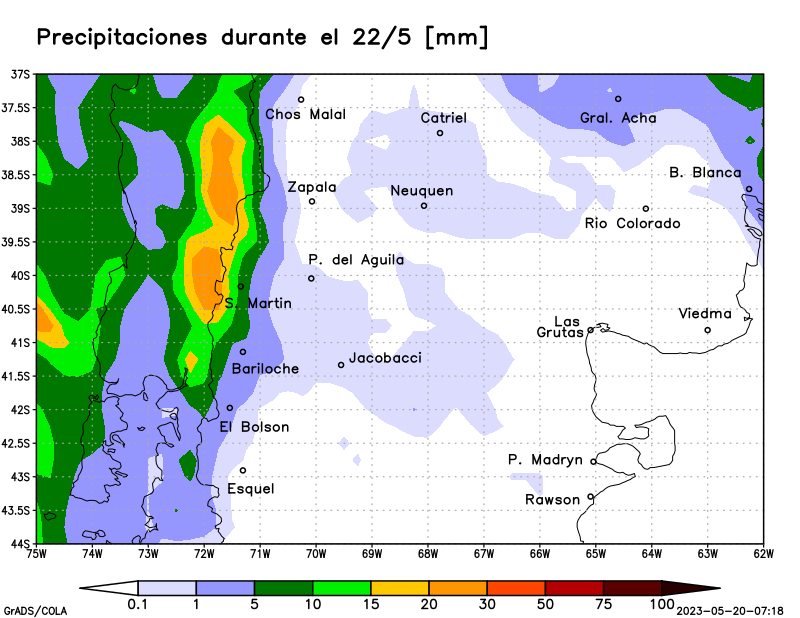 Precipitaciones durante el 22/5 [mm]
37S
37.5S
38S
38.5S
39S
39.5S
40S
40.5S
41S
41.5S
42S
42.5S
43S
43.5S
44S
Chos Malal
Catriel
Gral. Acha
B. Blanca
Zapala
Neuquen
Rio Colorado
P. del Aguila
S. Martin
Viedma
Las
Grutas
Bariloche
Jacobacci
El Bolson
P. Madryn
Esquel
Rawson
75W 74W 73W 72W 71W 70W 69W 68W 67W 66W 65W 64W 63W 62W
0.1 1 5 10 15 20 30 50 75 100
GrADS/COLA
2023-05-20-07:18